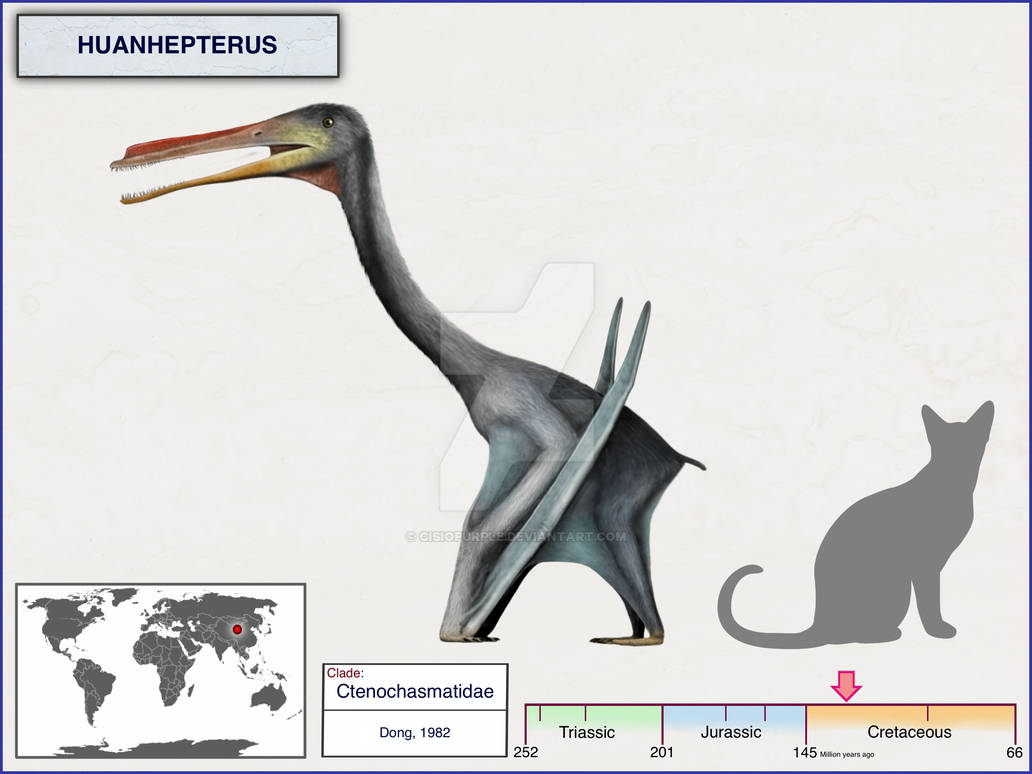 HUANHEPTERUS
© CISIOPURPLE.DEVIANTART.COM
Clade:
Ctenochasmatidae
Dong, 1982
Triassic
Jurassic
Cretaceous
252
201
145 Million years ago
66